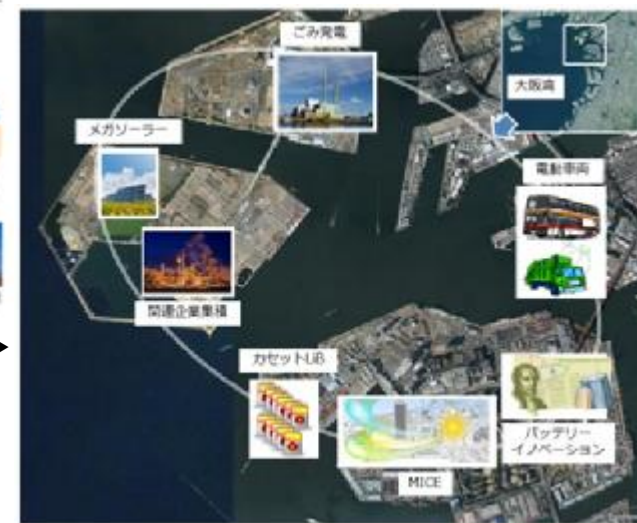 ごみ発電
大阪湾
メガソーラー
電動車両
関連企業集積
カセットLiB
バッテリー
イノベーション
MICE